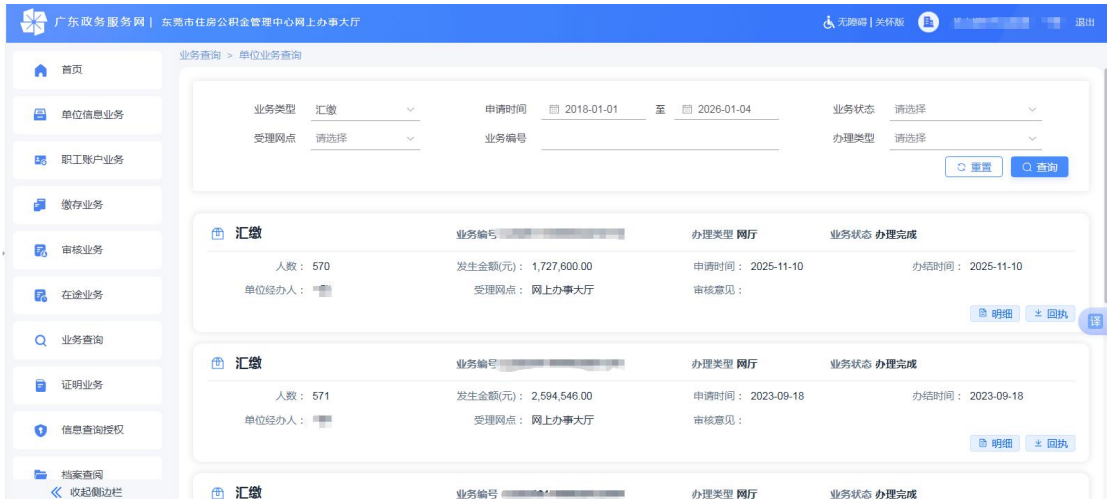 广东政务服务网 | 东莞市住房公积金管理中心网上办事大厅 无障碍 | 关怀版 退出
业务查询 > 单位业务查询
首页
单位信息业务
职工账户业务
缴存业务
审核业务
在途业务
业务查询
证明业务
信息查询授权
档案查阅
收起侧边栏
业务类型 汇缴 申请时间 2018-01-01 至 2026-01-04 业务状态 请选择
受理网点 请选择 业务编号 办理类型 请选择
重置 查询
汇缴 业务编号 办理类型 网厅 业务状态 办理完成
人数： 570 发生金额(元)： 1,727,600.00 申请时间： 2025-11-10 办结时间： 2025-11-10
单位经办人： 受理网点： 网上办事大厅 审核意见：
明细 回执
译
汇缴 业务编号 办理类型 网厅 业务状态 办理完成
人数： 571 发生金额(元)： 2,594,546.00 申请时间： 2023-09-18 办结时间： 2023-09-18
单位经办人： 受理网点： 网上办事大厅 审核意见：
明细 回执
汇缴 业务编号 办理类型 网厅 业务状态 办理完成